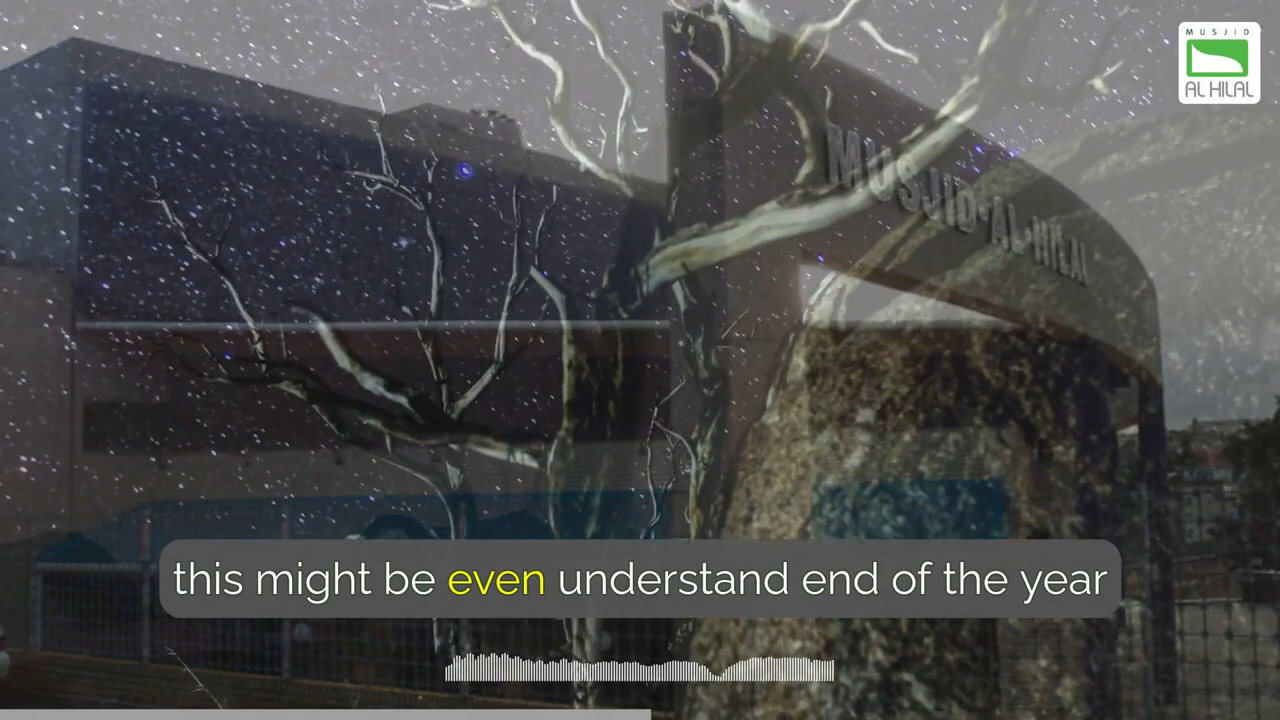 MUSJID
AL HILAL
MUSJID-AL-HILAL
this might be even understand end of the year